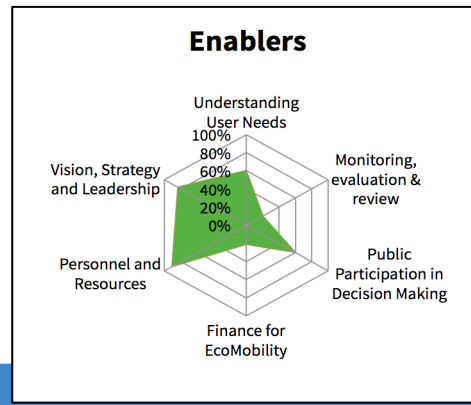 Enablers
Understanding
User Needs
100%
80%
60%
40%
20%
0%
Monitoring,
evaluation &
review
Public
Participation in
Decision Making
Finance for
EcoMobility
Personnel and
Resources
Vision, Strategy
and Leadership